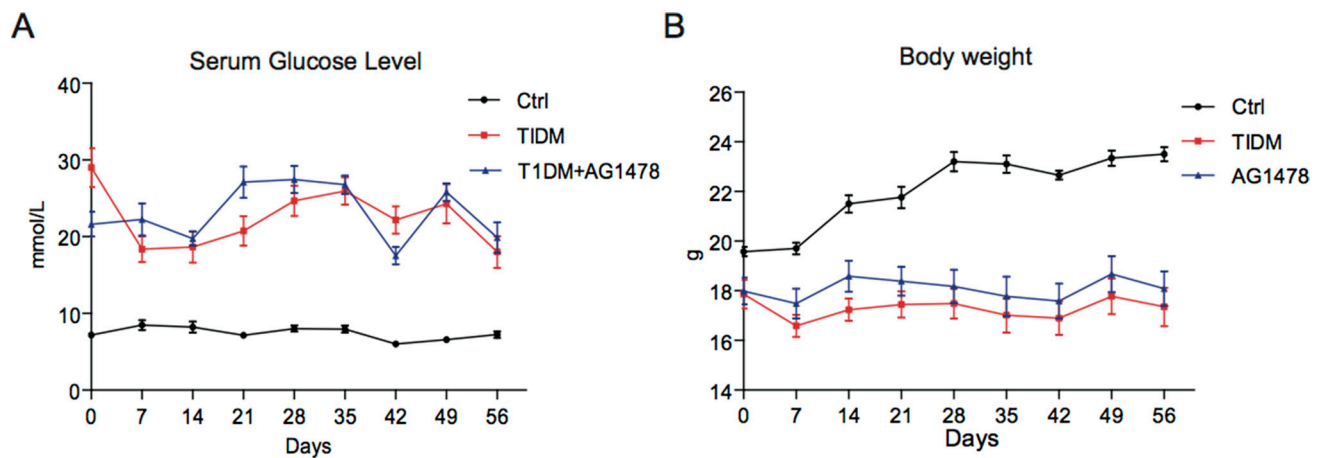 A
Serum Glucose Level
40
30
20
10
0
mmol/L
0 7 14 21 28 35 42 49 56
Days
Ctrl
TIDM
T1DM+AG1478
B
Body weight
26
24
22
20
18
16
14
g
0 7 14 21 28 35 42 49 56
Days
Ctrl
TIDM
AG1478